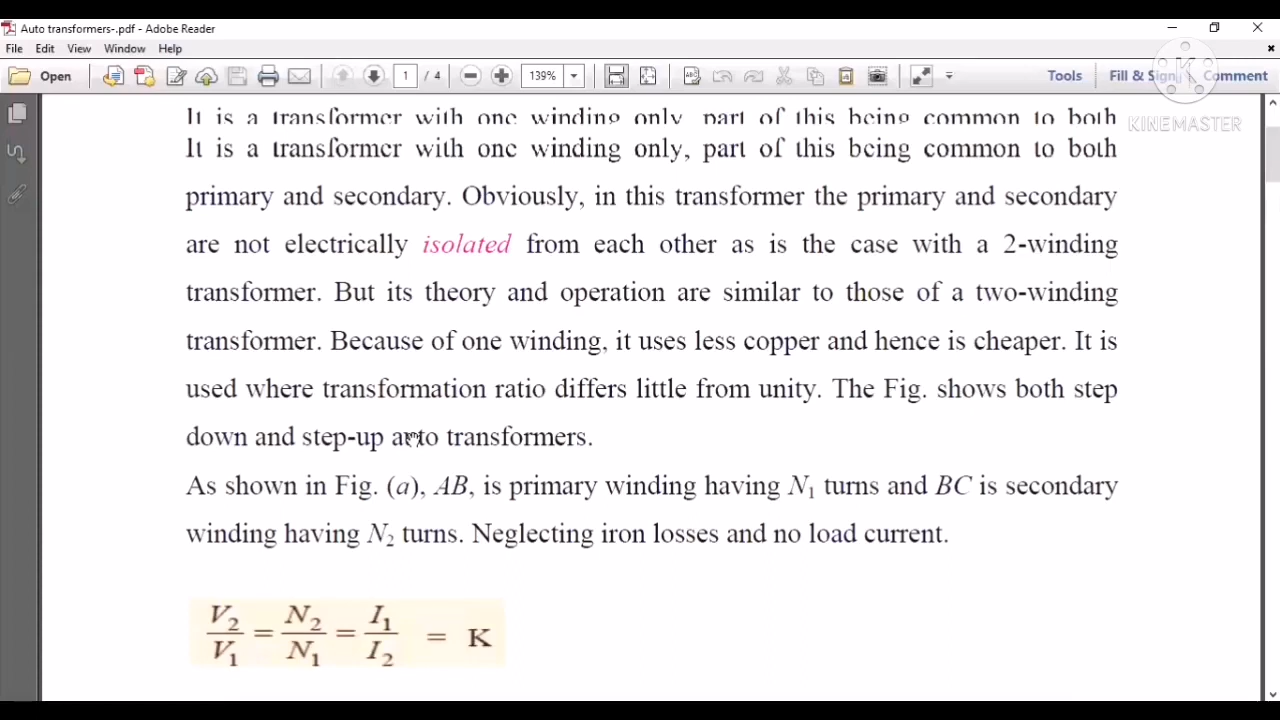 Auto transformers-.pdf - Adobe Reader
File Edit View Window Help
Open 1 / 4 139% Tools Fill & Sign Comment
K
KINEMASTER
It is a transformer with one winding only, part of this being common to both
It is a transformer with one winding only, part of this being common to both
primary and secondary. Obviously, in this transformer the primary and secondary
are not electrically isolated from each other as is the case with a 2-winding
transformer. But its theory and operation are similar to those of a two-winding
transformer. Because of one winding, it uses less copper and hence is cheaper. It is
used where transformation ratio differs little from unity. The Fig. shows both step
down and step-up auto transformers.
As shown in Fig. (a), AB, is primary winding having N₁ turns and BC is secondary
winding having N₂ turns. Neglecting iron losses and no load current.
V₂/V₁ = N₂/N₁ = I₁/I₂ = K